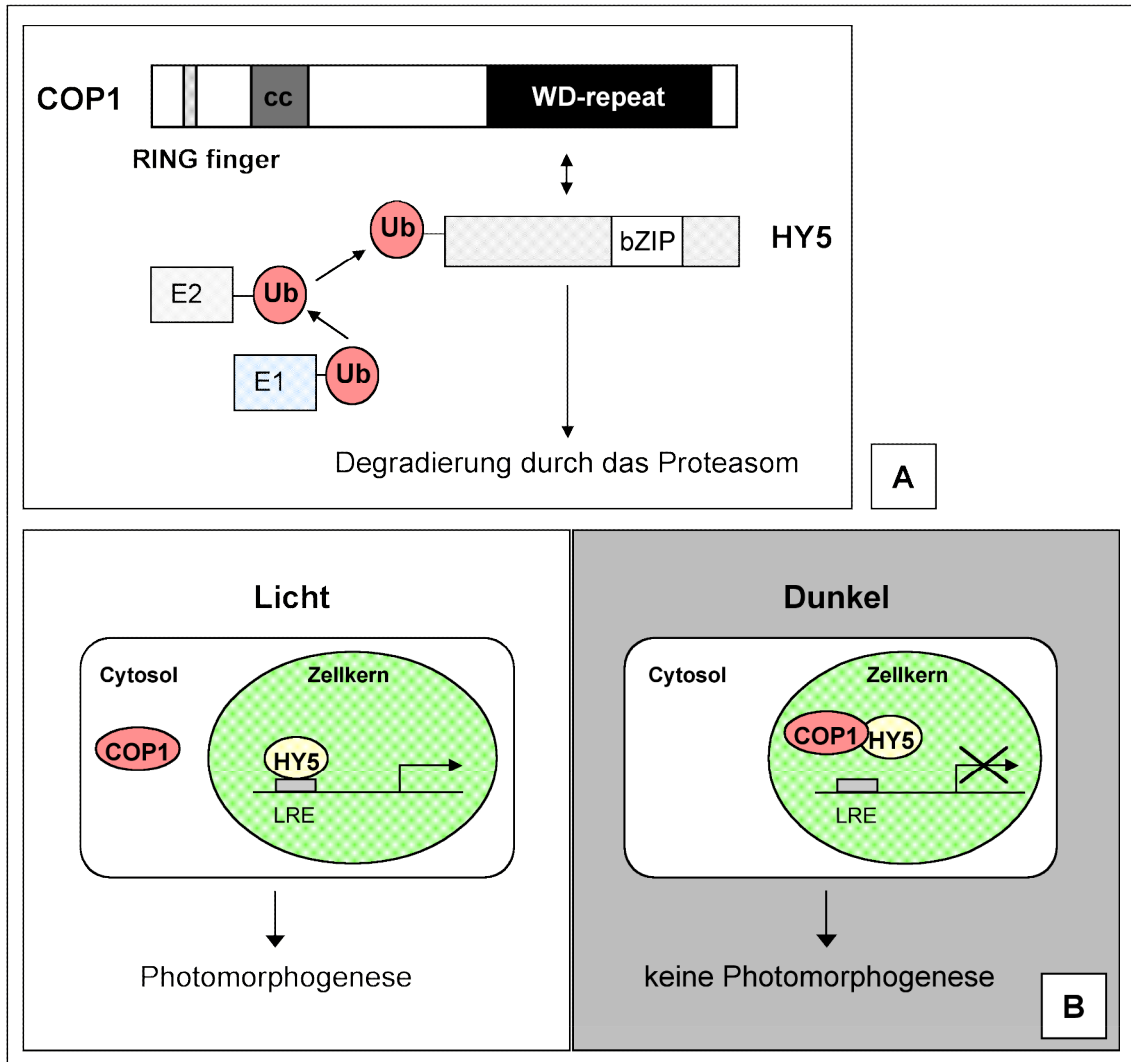 COP1
cc
WD-repeat
RING finger
Ub
bZIP
HY5
E2
Ub
E1
Ub
Degradierung durch das Proteasom
A
Licht
Cytosol
Zellkern
COP1
HY5
LRE
Photomorphogenese
Dunkel
Cytosol
Zellkern
COP1
HY5
LRE
keine Photomorphogenese
B